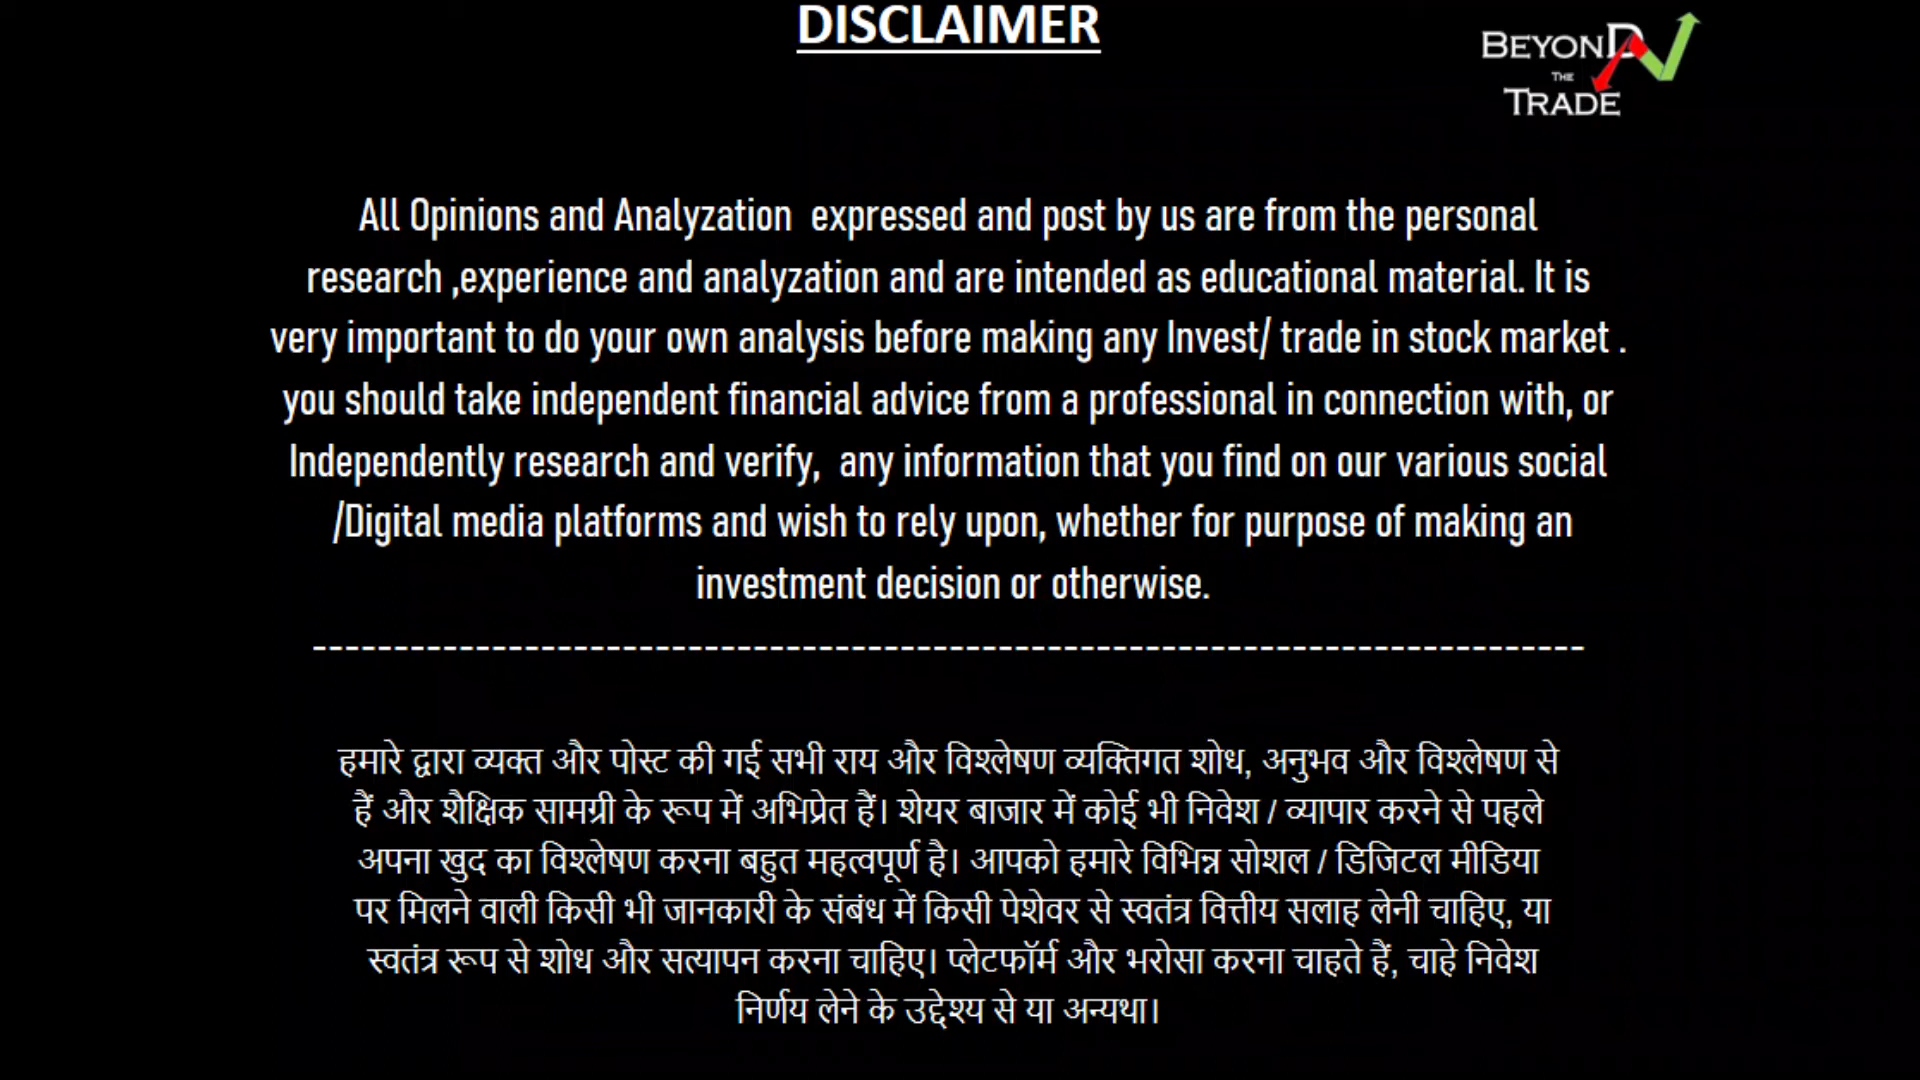 DISCLAIMER
BEYOND
THE
TRADE
All Opinions and Analyzation  expressed and post by us are from the personal
research ,experience and analyzation and are intended as educational material. It is
very important to do your own analysis before making any Invest/ trade in stock market .
you should take independent financial advice from a professional in connection with, or
Independently research and verify,  any information that you find on our various social
/Digital media platforms and wish to rely upon, whether for purpose of making an
investment decision or otherwise.
------------------------------------------------------------------------------
हमारे द्वारा व्यक्त और पोस्ट की गई सभी राय और विश्लेषण व्यक्तिगत शोध, अनुभव और विश्लेषण से
हैं और शैक्षिक सामग्री के रूप में अभिप्रेत हैं। शेयर बाजार में कोई भी निवेश / व्यापार करने से पहले
अपना खुद का विश्लेषण करना बहुत महत्वपूर्ण है। आपको हमारे विभिन्न सोशल / डिजिटल मीडिया
पर मिलने वाली किसी भी जानकारी के संबंध में किसी पेशेवर से स्वतंत्र वित्तीय सलाह लेनी चाहिए, या
स्वतंत्र रूप से शोध और सत्यापन करना चाहिए। प्लेटफॉर्म और भरोसा करना चाहते हैं, चाहे निवेश
निर्णय लेने के उद्देश्य से या अन्यथा।